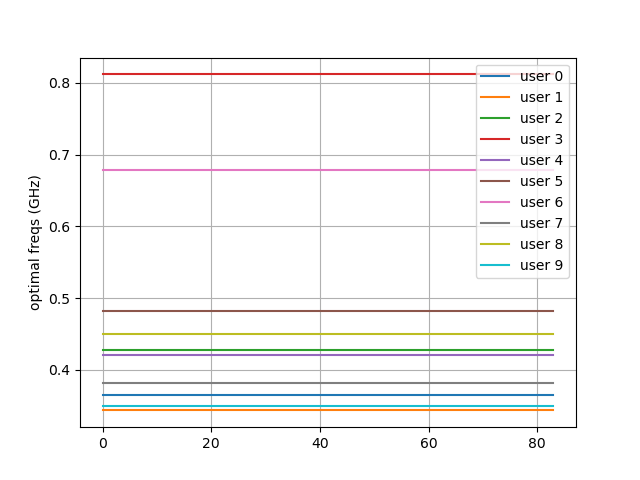 0.8
0.7
0.6
0.5
0.4
optimal freqs (GHz)
0
20
40
60
80
user 0
user 1
user 2
user 3
user 4
user 5
user 6
user 7
user 8
user 9